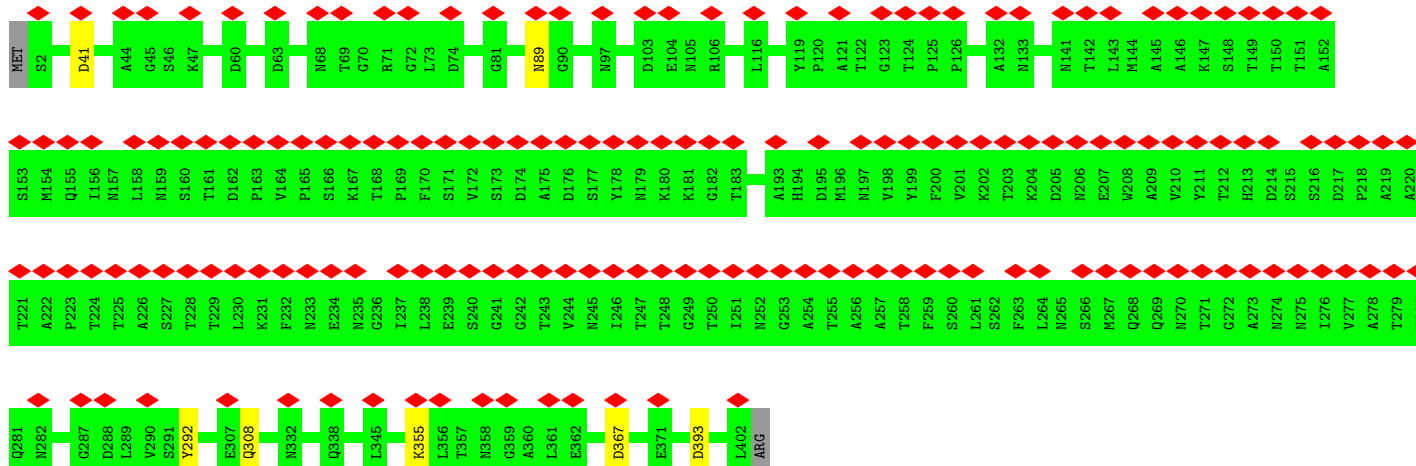 MET S2 D41 A44 G45 S46 K47 D60 D63 N68 T69 G70 R71 G72 L73 D74 G81 N89 G90 N97 D103 E104 N105 R106 L116 Y119 P120 A121 T122 G123 T124 P125 P126 A132 N133 N141 T142 L143 M144 A145 A146 K147 S148 T149 T150 T151 A152
S153 M154 Q155 I156 N157 L158 N159 S160 T161 D162 P163 V164 P165 S166 K167 T168 P169 F170 S171 V172 S173 D174 A175 D176 S177 Y178 N179 K180 K181 G182 T183 A193 H194 D195 M196 N197 V198 Y199 F200 V201 K202 T203 K204 D205 N206 E207 W208 A209 V210 Y211 T212 H213 D214 S215 S216 D217 P218 A219 A220
T221 A222 P223 T224 T225 A226 S227 T228 T229 L230 K231 F232 N233 E234 N235 G236 I237 L238 E239 S240 G241 G242 T243 V244 N245 I246 T247 T248 G249 T250 I251 N252 G253 A254 T255 A256 A257 T258 F259 S260 L261 S262 F263 L264 N265 S266 M267 Q268 Q269 N270 T271 G272 A273 N274 N275 I276 V277 A278 T279
Q281 N282 G287 D288 L289 V290 S291 Y292 E307 Q308 N332 Q338 L345 K355 L356 T357 N358 G359 A360 L361 E362 D367 E371 D393 L402 ARG